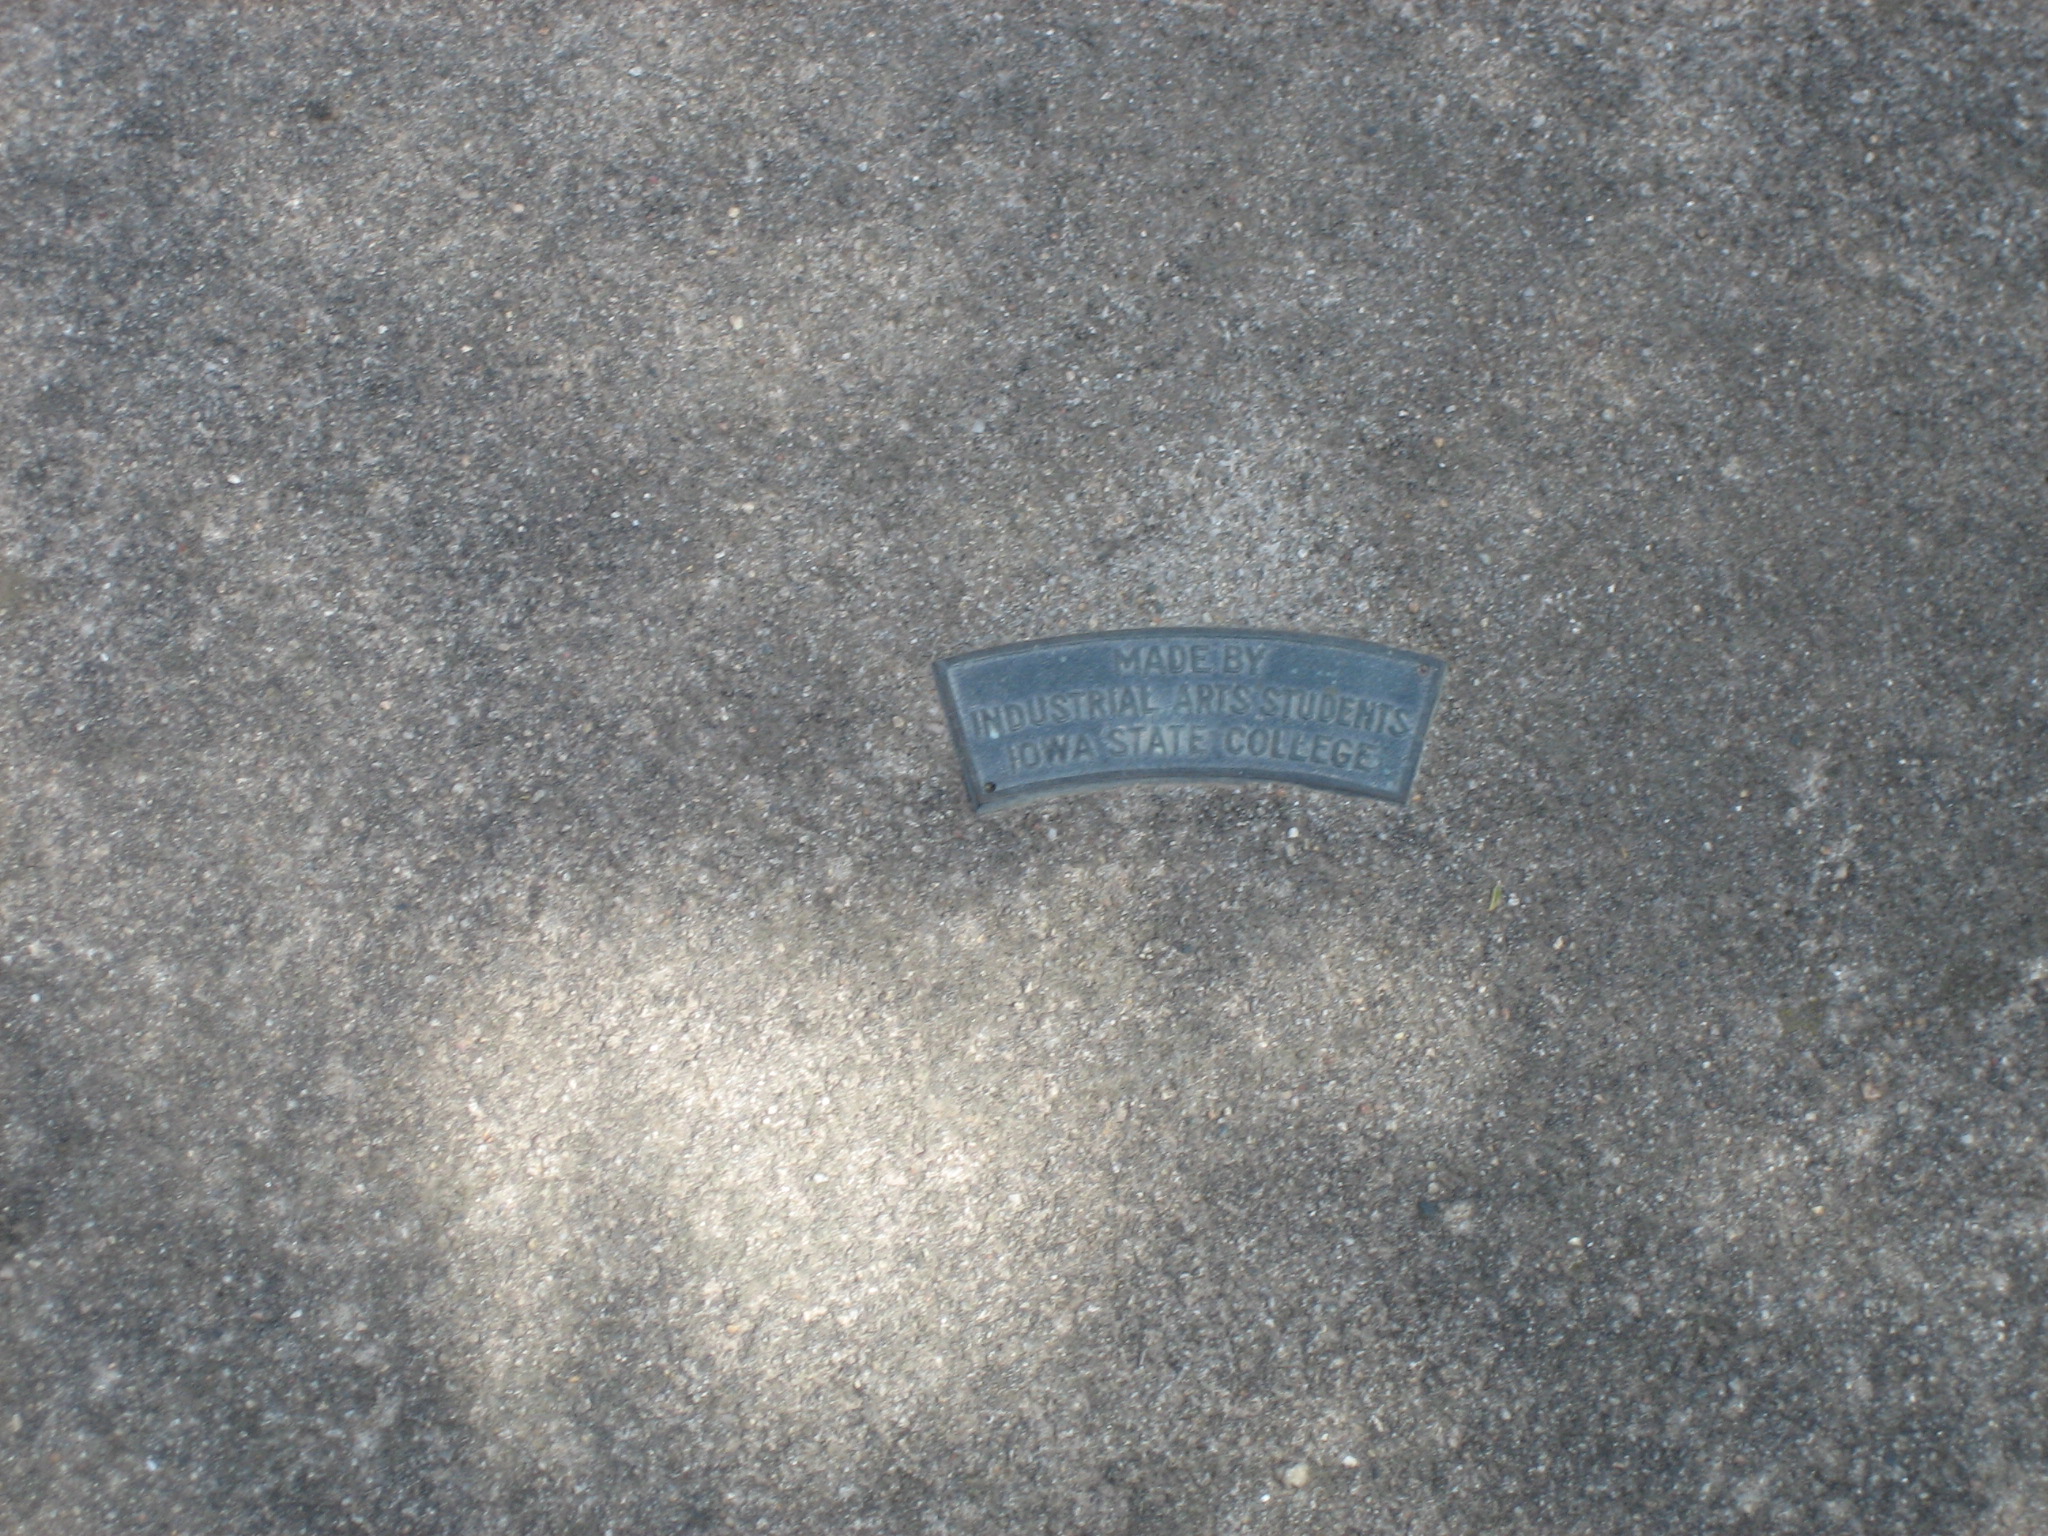 MADE BY
INDUSTRIAL ARTS STUDENTS
IOWA STATE COLLEGE